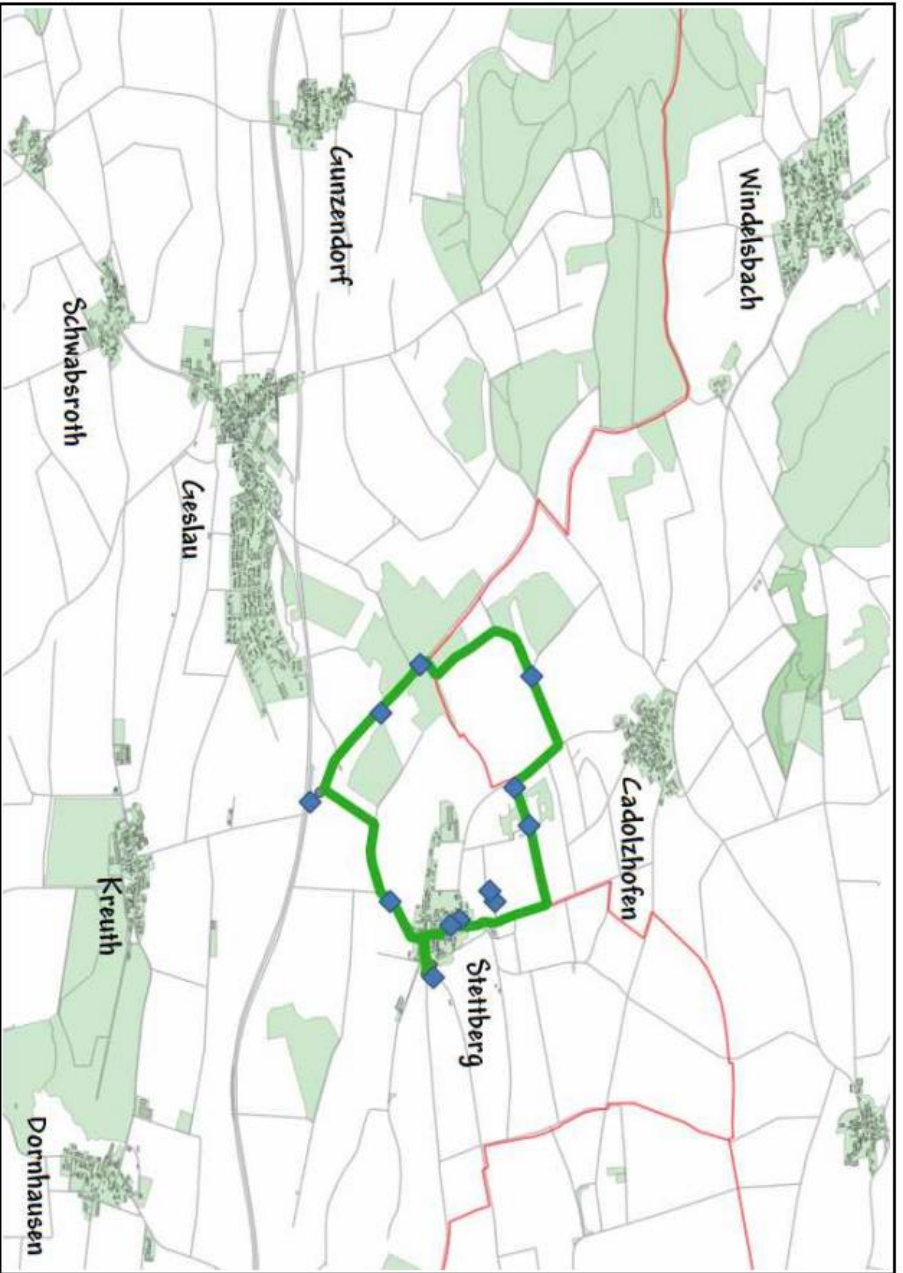 Windelsbach
Cadolzhofen
Stettberg
Gunzendorf
Geslau
Kreuth
Schwabsroth
Dornhausen